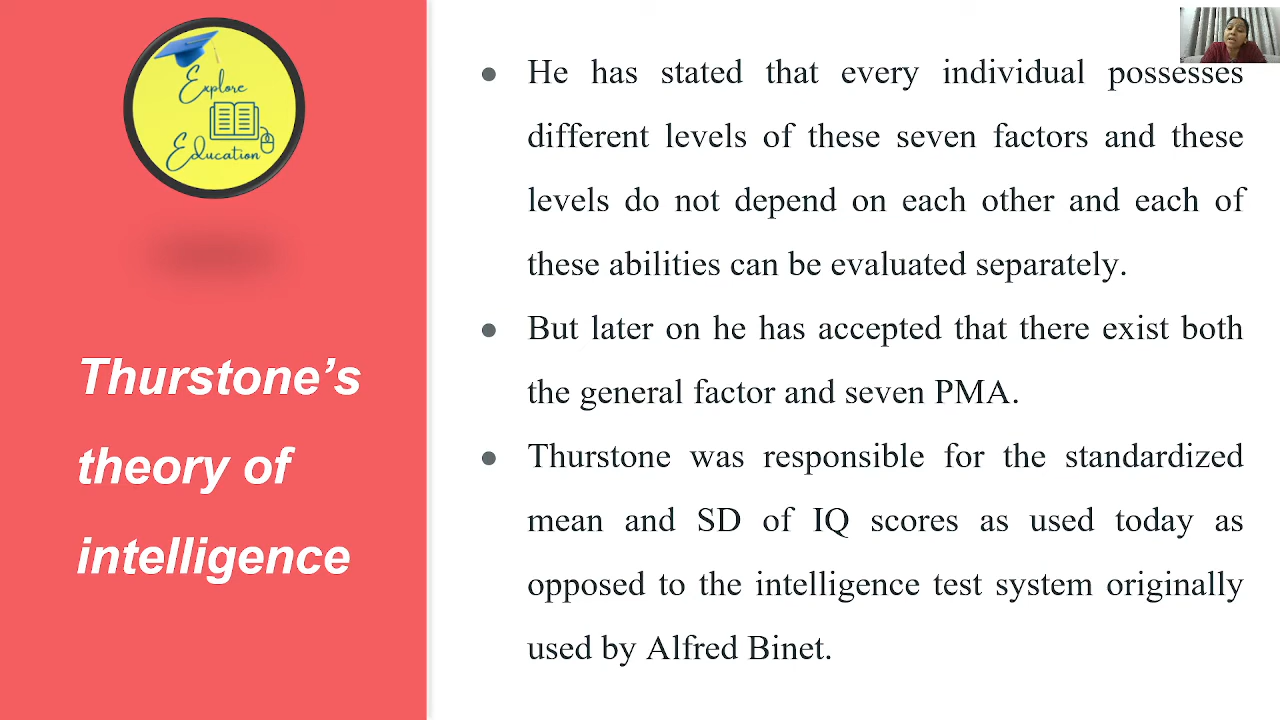 Explore
Education
Thurstone’s
theory of
intelligence
● He has stated that every individual possesses
different levels of these seven factors and these
levels do not depend on each other and each of
these abilities can be evaluated separately.
● But later on he has accepted that there exist both
the general factor and seven PMA.
● Thurstone was responsible for the standardized
mean and SD of IQ scores as used today as
opposed to the intelligence test system originally
used by Alfred Binet.